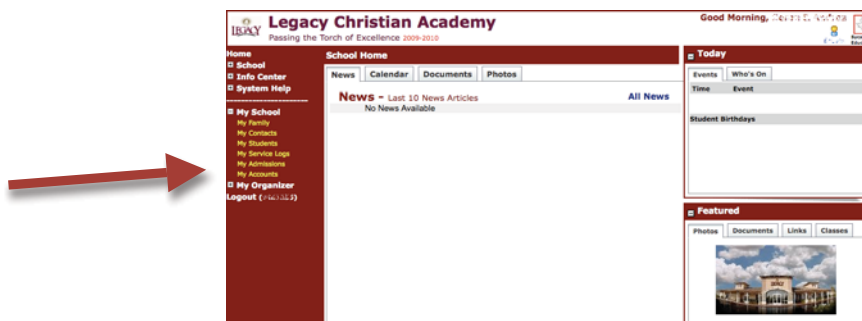 LEGACY
Legacy Christian Academy
Passing the Torch of Excellence 2009-2010
Good Morning,
Home
School
Info Center
System Help
My School
My Family
My Contacts
My Students
My Service Logs
My Admissions
My Accounts
My Organizer
Logout
School Home
News Calendar Documents Photos
News - Last 10 News Articles All News
No News Available
Today
Events Who's On
Time Event
Student Birthdays
Featured
Photos Documents Links Classes